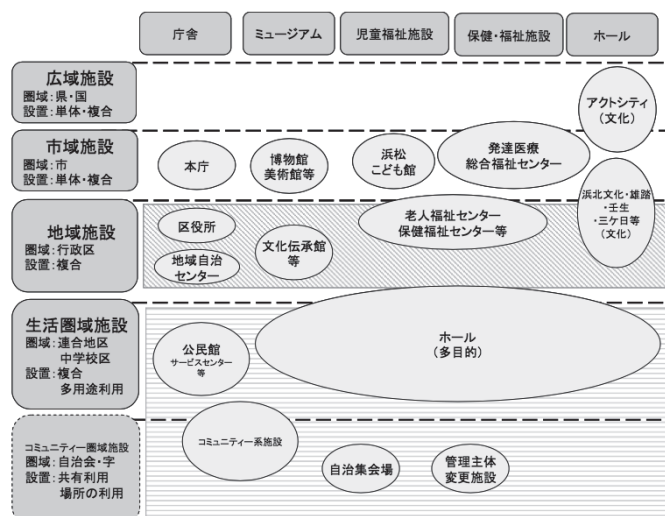 庁舎
ミュージアム
児童福祉施設
保健・福祉施設
ホール
広域施設
圏域：県・国
設置：単体・複合
アクトシティ
（文化）
市域施設
圏域：市
設置：単体・複合
本庁
博物館
美術館等
浜松
こども館
発達医療
総合福祉センター
浜北文化・雄踏
・壬生
・三ケ日等
（文化）
地域施設
圏域：行政区
設置：複合
区役所
地域自治
センター
文化伝承館
等
老人福祉センター
保健福祉センター等
生活圏域施設
圏域：連合地区
中学校区
設置：複合
多用途利用
公民館
サービスセンター
等
ホール
（多目的）
コミュニティー圏域施設
圏域：自治会・字
設置：共有利用
場所の利用
コミュニティー系施設
自治集会場
管理主体
変更施設